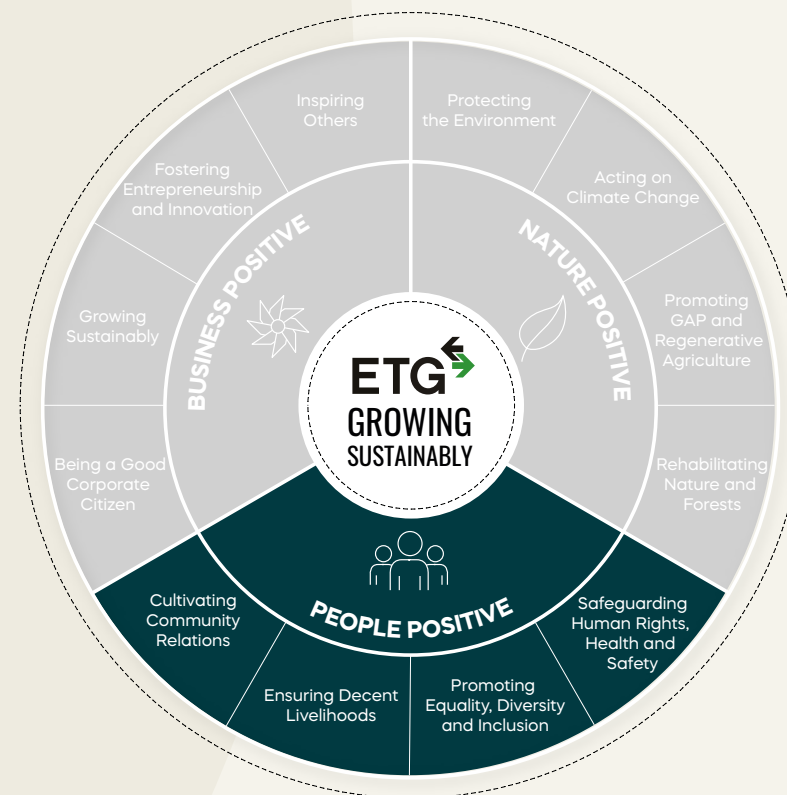 Inspiring
Others
Protecting
the Environment
Fostering
Entrepreneurship
and Innovation
Acting on
Climate Change
BUSINESS POSITIVE
NATURE POSITIVE
Growing
Sustainably
Promoting
GAP and
Regenerative
Agriculture
ETG
GROWING
SUSTAINABLY
Being a Good
Corporate
Citizen
Rehabilitating
Nature and
Forests
PEOPLE POSITIVE
Cultivating
Community
Relations
Ensuring Decent
Livelihoods
Promoting
Equality, Diversity
and Inclusion
Safeguarding
Human Rights,
Health and
Safety